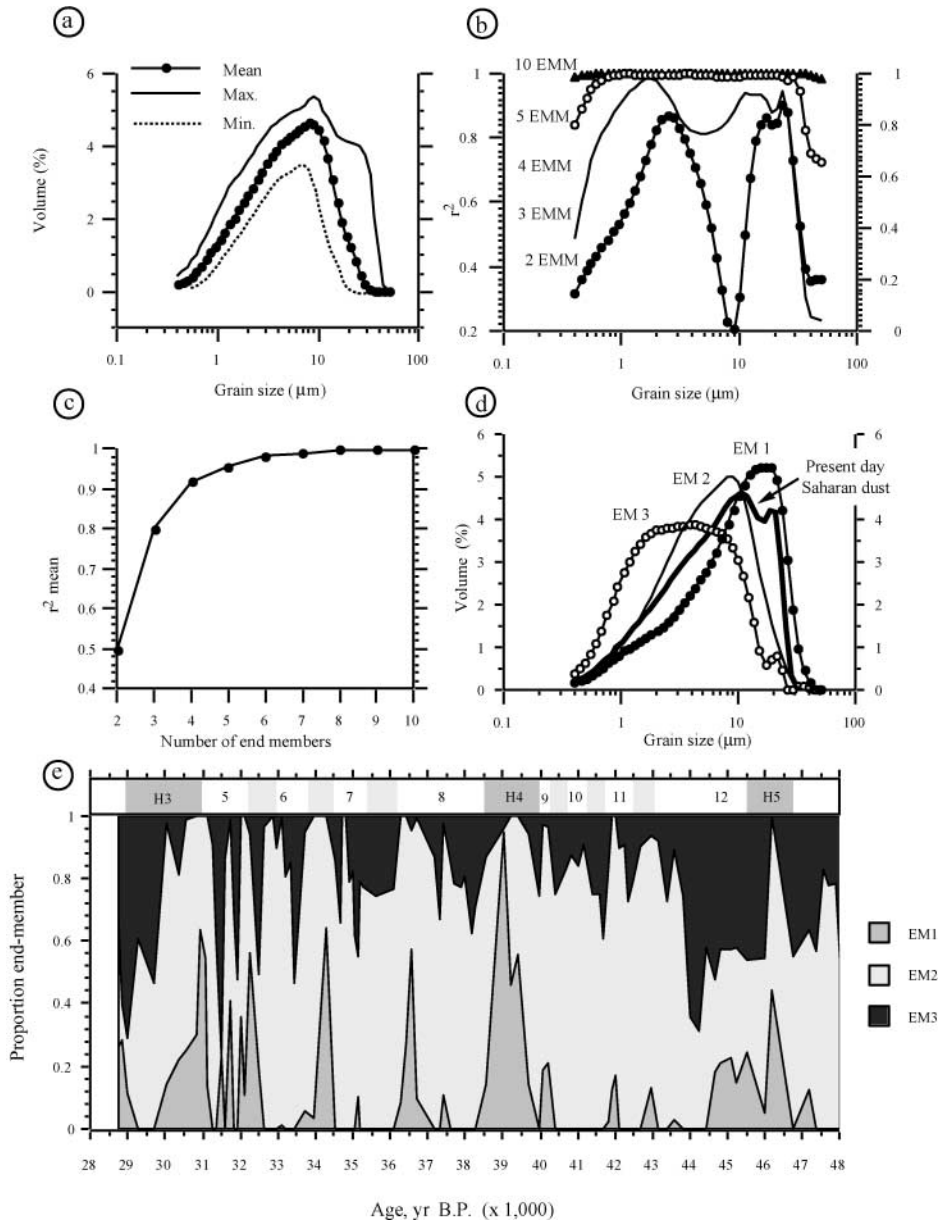 a
Mean
Max.
Min.
Volume (%)
6
4
2
0
0.1
1
10
100
Grain size (µm)
b
10 EMM
5 EMM
4 EMM
3 EMM
2 EMM
r²
1
0.8
0.6
0.4
0.2
1
0.8
0.6
0.4
0.2
0
0.1
1
10
100
Grain size (µm)
c
r² mean
1
0.9
0.8
0.7
0.6
0.5
0.4
2 3 4 5 6 7 8 9 10
Number of end members
d
EM 1
EM 2
EM 3
Present day
Saharan dust
Volume (%)
6
5
4
3
2
1
0
6
5
4
3
2
1
0
0.1
1
10
100
Grain size (µm)
e
H3 5 6 7 8 H4 9 10 11 12 H5
Proportion end-member
1
0.8
0.6
0.4
0.2
0
EM1
EM2
EM3
28 29 30 31 32 33 34 35 36 37 38 39 40 41 42 43 44 45 46 47 48
Age, yr B.P. (x 1,000)